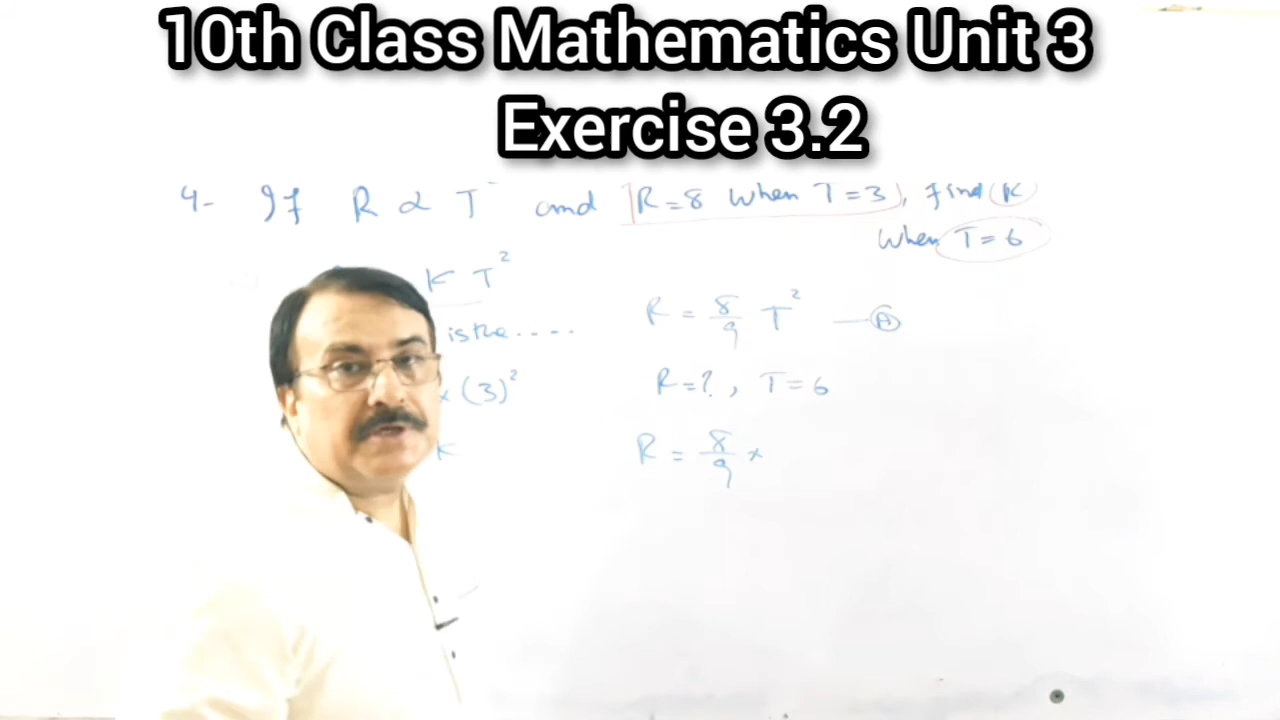 10th Class Mathematics Unit 3
Exercise 3.2
4- If R ∝ T and R=8 when T=3, find R
when T=6
K T²
is the ....
R = 8/9 T² —Ⓐ
× (3)²
R=?, T=6
K
R = 8/9 ×